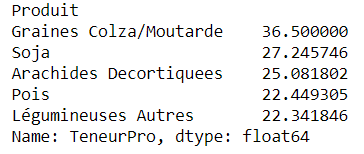 Produit
Graines Colza/Moutarde    36.500000
Soja                      27.245746
Arachides Decortiquees    25.081802
Pois                      22.449305
Légumineuses Autres       22.341846
Name: TeneurPro, dtype: float64